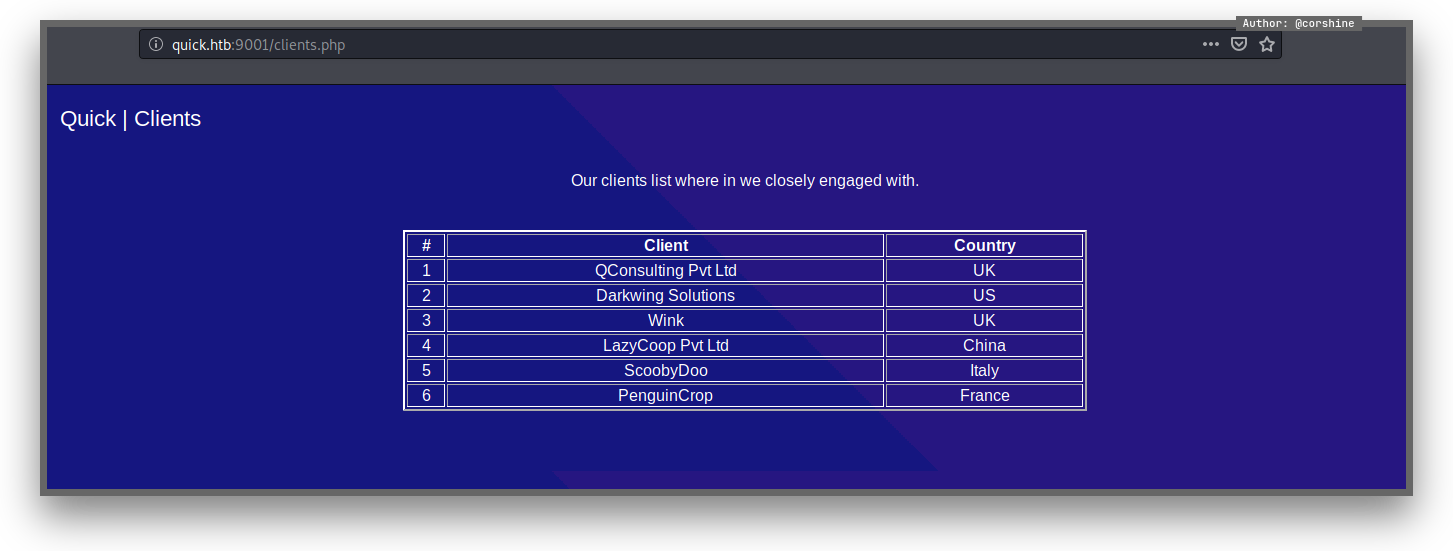 Author: @corshine
quick.htb:9001/clients.php
Quick | Clients
Our clients list where in we closely engaged with.
# Client Country
1 QConsulting Pvt Ltd UK
2 Darkwing Solutions US
3 Wink UK
4 LazyCoop Pvt Ltd China
5 ScoobyDoo Italy
6 PenguinCrop France